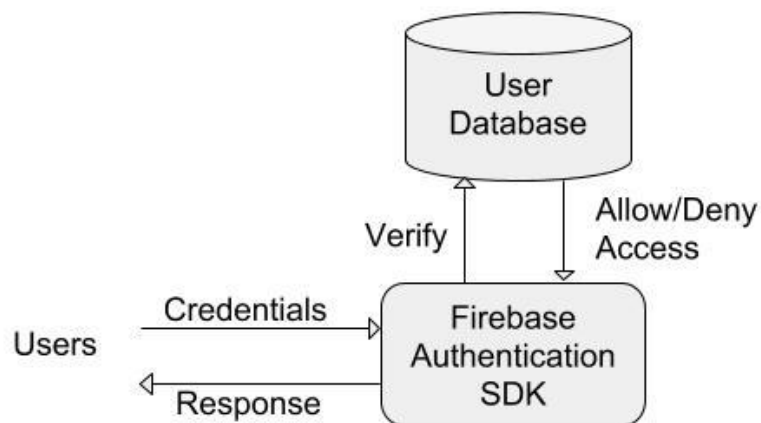 User
Database
Verify
Allow/Deny
Access
Credentials
Users
Response
Firebase
Authentication
SDK